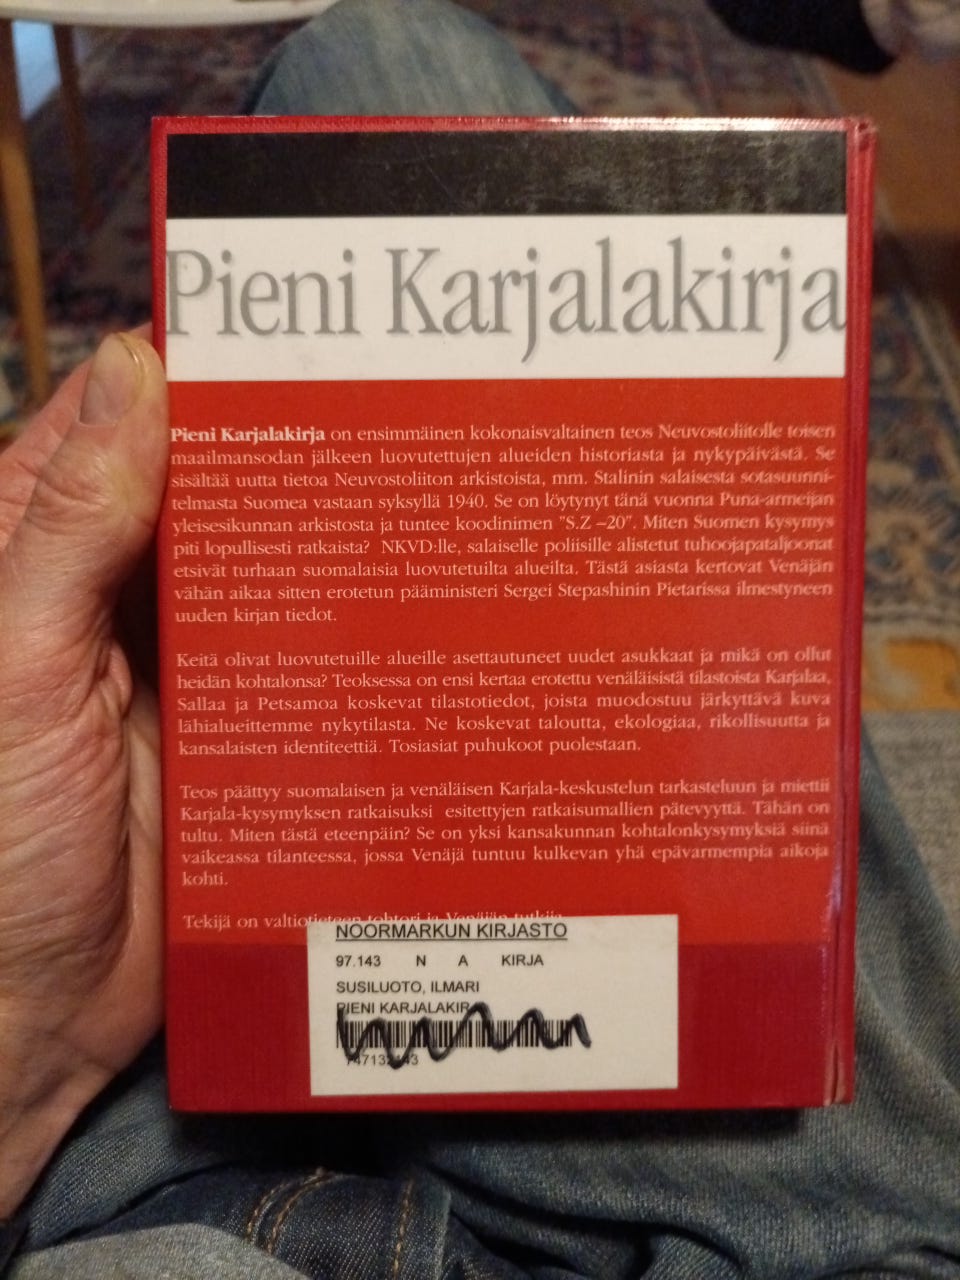 Pieni Karjalakirja
Pieni Karjalakirja on ensimmäinen kokonaisvaltainen teos Neuvostoliitolle toisen
maailmansodan jälkeen luovutettujen alueiden historiasta ja nykypäivästä. Se
sisältää uutta tietoa Neuvostoliiton arkistoista, mm. Stalinin salaisesta sotasuunni-
telmasta Suomea vastaan syksyllä 1940. Se on löytynyt tänä vuonna Puna-armeijan
yleisesikunnan arkistosta ja tuntee koodinimen "S.Z –20". Miten Suomen kysymys
piti lopullisesti ratkaista? NKVD:lle, salaiselle poliisille alistetut tuhoojapataljoonat
etsivät turhaan suomalaisia luovutetuilta alueilta. Tästä asiasta kertovat Venäjän
vähän aikaa sitten erotetun pääministeri Sergei Stepashinin Pietarissa ilmestyneen
uuden kirjan tiedot.
Keitä olivat luovutetuille alueille asettautuneet uudet asukkaat ja mikä on ollut
heidän kohtalonsa? Teoksessa on ensi kertaa erotettu venäläisistä tilastoista Karjalaa,
Sallaa ja Petsamoa koskevat tilastotiedot, joista muodostuu järkyttävä kuva
lähialueittemme nykytilasta. Ne koskevat taloutta, ekologiaa, rikollisuutta ja
kansalaisten identiteettiä. Tosiasiat puhukoot puolestaan.
Teos päättyy suomalaisen ja venäläisen Karjala-keskustelun tarkasteluun ja miettii
Karjala-kysymyksen ratkaisuksi esitettyjen ratkaisumallien pätevyyttä. Tähän on
tultu. Miten tästä eteenpäin? Se on yksi kansakunnan kohtalonkysymyksiä siinä
vaikeassa tilanteessa, jossa Venäjä tuntuu kulkevan yhä epävarmempia aikoja
kohti.
Tekijä on valtiotieteen tohtori ja Venäjän tutkija
NOORMARKUN KIRJASTO
97.143 N A KIRJA
SUSILUOTO, ILMARI
PIENI KARJALAKIR